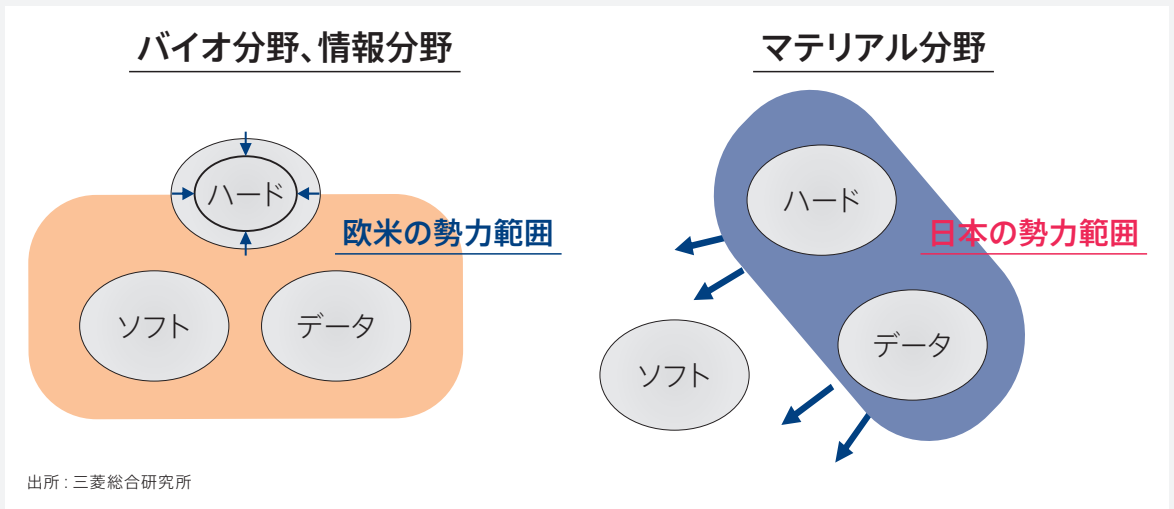 バイオ分野、情報分野
ハード
欧米の勢力範囲
ソフト
データ
マテリアル分野
ハード
日本の勢力範囲
データ
ソフト
出所 : 三菱総合研究所